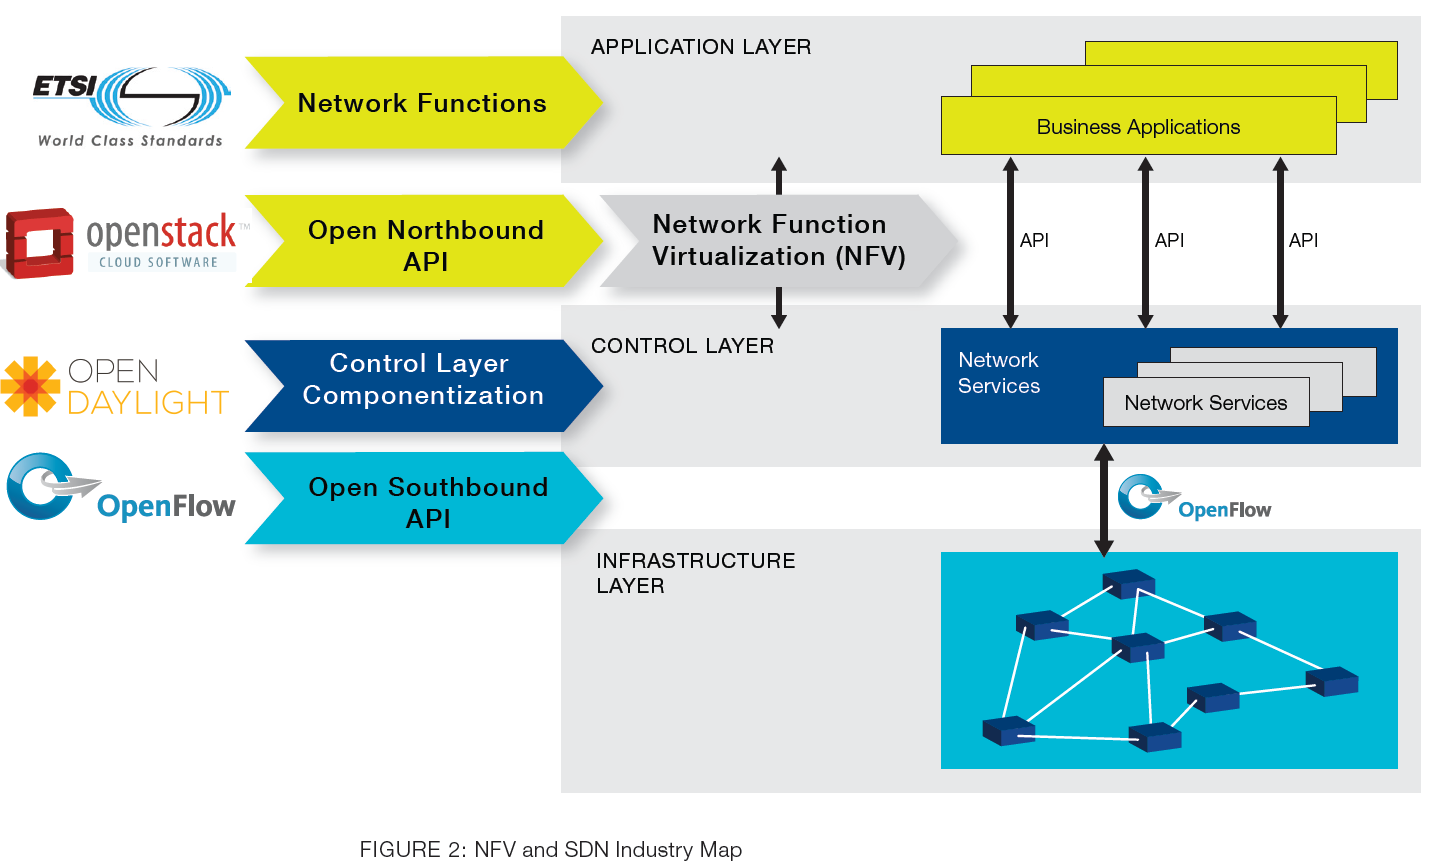 APPLICATION LAYER
ETSI
World Class Standards
Network Functions
Business Applications
openstack™
CLOUD SOFTWARE
Open Northbound
API
Network Function
Virtualization (NFV)
API
API
API
OPEN
DAYLIGHT
Control Layer
Componentization
CONTROL LAYER
Network
Services
Network Services
OpenFlow
Open Southbound
API
OpenFlow
INFRASTRUCTURE
LAYER
FIGURE 2: NFV and SDN Industry Map